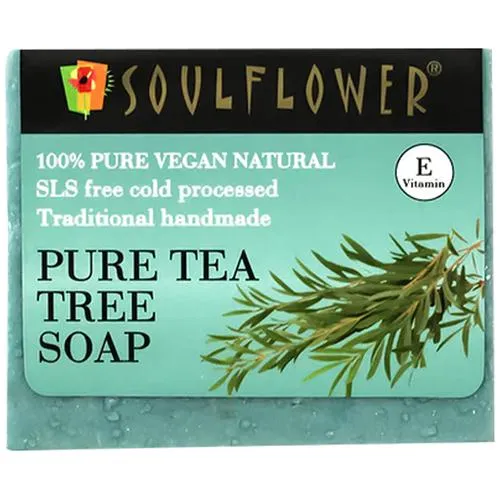 SOULFLOWER®
100% PURE VEGAN NATURAL
SLS free cold processed
Traditional handmade
E
Vitamin
PURE TEA
TREE
SOAP